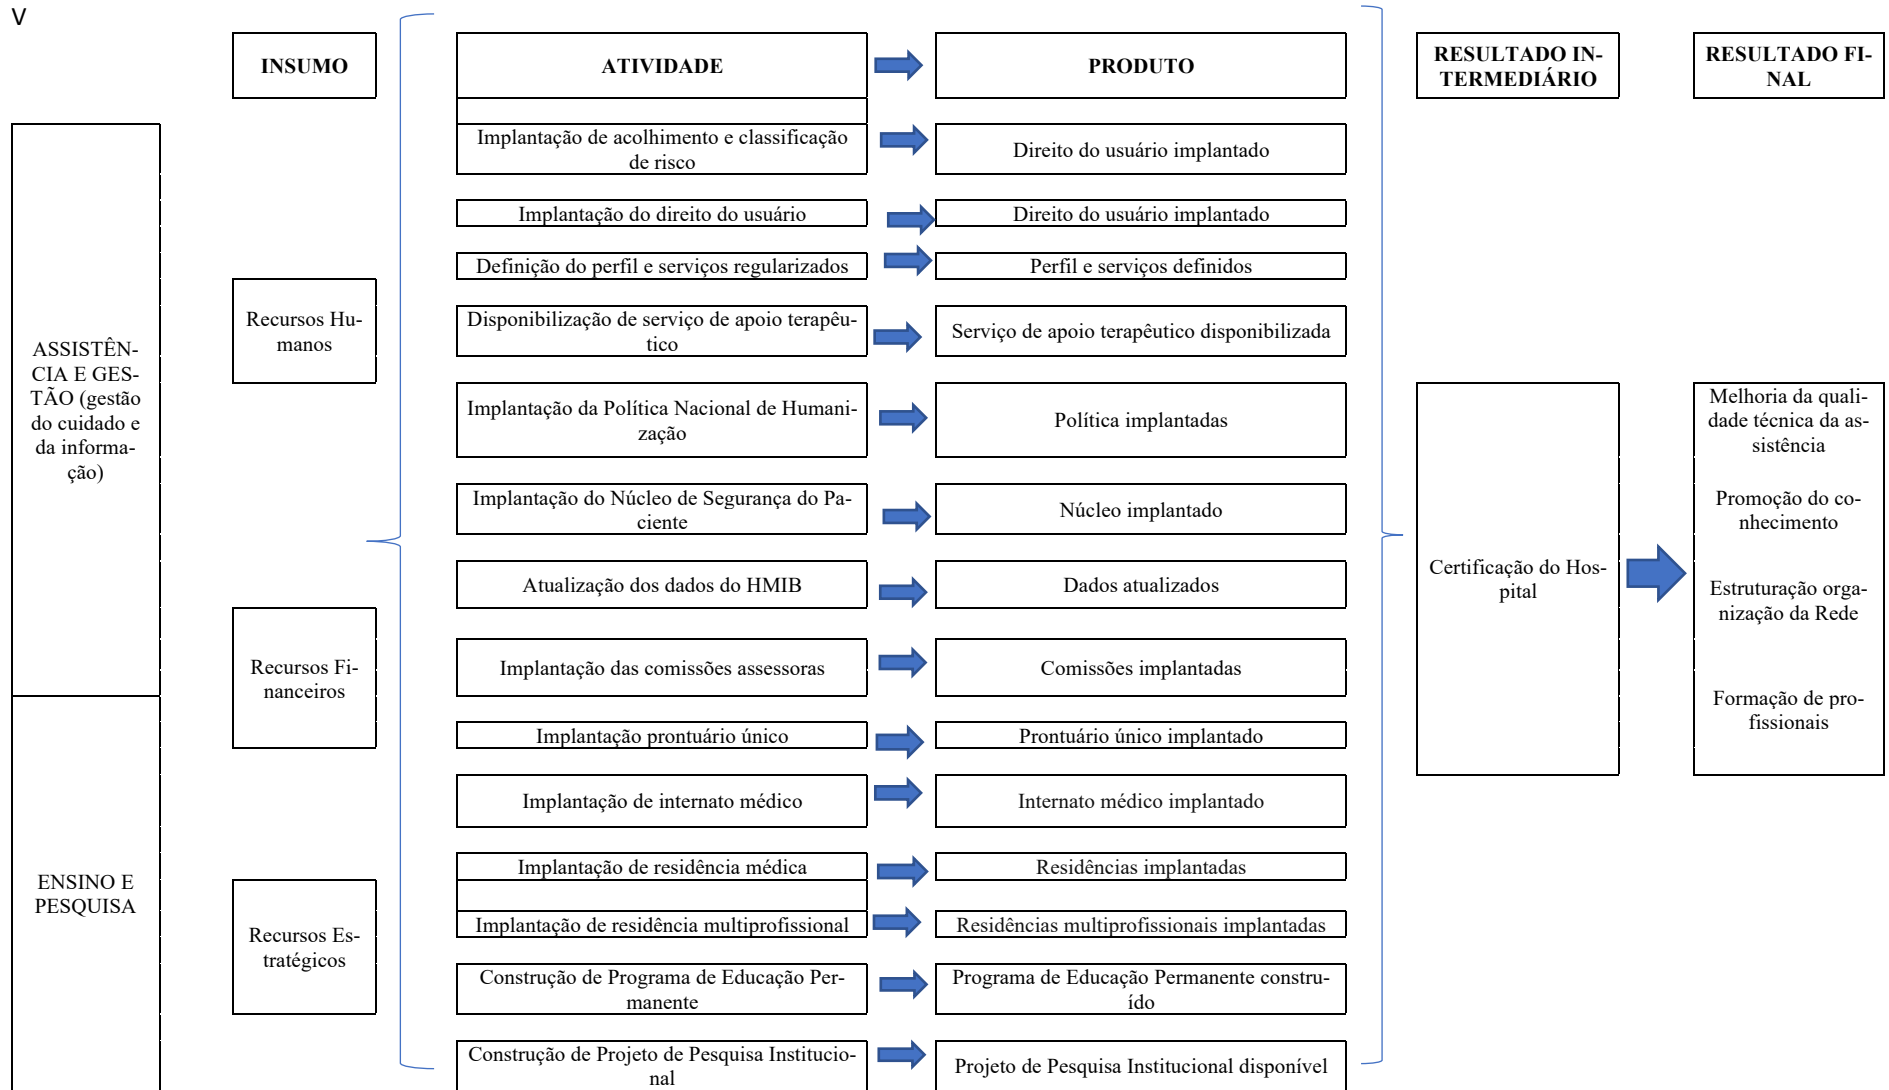 V
INSUMO
ATIVIDADE
PRODUTO
RESULTADO IN-
TERMEDIÁRIO
RESULTADO FI-
NAL
ASSISTÊN-
CIA E GES-
TÃO (gestão
do cuidado e
da informa-
ção)
ENSINO E
PESQUISA
Recursos Hu-
manos
Recursos Fi-
nanceiros
Recursos Es-
tratégicos
Implantação de acolhimento e classificação
de risco
Direito do usuário implantado
Implantação do direito do usuário
Direito do usuário implantado
Definição do perfil e serviços regularizados
Perfil e serviços definidos
Disponibilização de serviço de apoio terapêu-
tico
Serviço de apoio terapêutico disponibilizada
Implantação da Política Nacional de Humani-
zação
Política implantadas
Implantação do Núcleo de Segurança do Pa-
ciente
Núcleo implantado
Atualização dos dados do HMIB
Dados atualizados
Implantação das comissões assessoras
Comissões implantadas
Implantação prontuário único
Prontuário único implantado
Implantação de internato médico
Internato médico implantado
Implantação de residência médica
Residências implantadas
Implantação de residência multiprofissional
Residências multiprofissionais implantadas
Construção de Programa de Educação Per-
manente
Programa de Educação Permanente constru-
ído
Construção de Projeto de Pesquisa Institucio-
nal
Projeto de Pesquisa Institucional disponível
Certificação do Hos-
pital
Melhoria da quali-
dade técnica da as-
sistência
Promoção do co-
nhecimento
Estruturação orga-
nização da Rede
Formação de pro-
fissionais